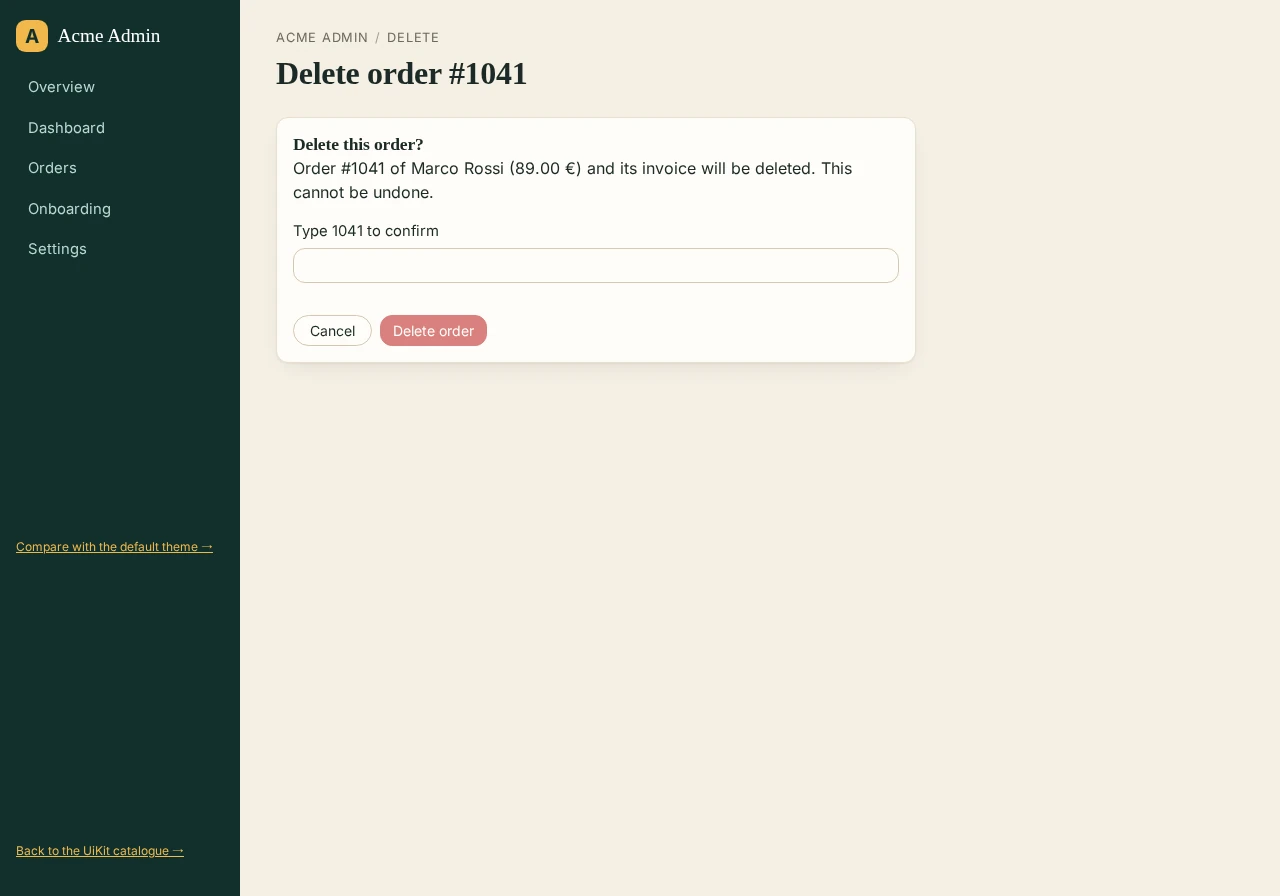 A
Acme Admin
Overview
Dashboard
Orders
Onboarding
Settings
Compare with the default theme →
Back to the UiKit catalogue →
ACME ADMIN / DELETE
Delete order #1041
Delete this order?
Order #1041 of Marco Rossi (89.00 €) and its invoice will be deleted. This
cannot be undone.
Type 1041 to confirm
Cancel
Delete order